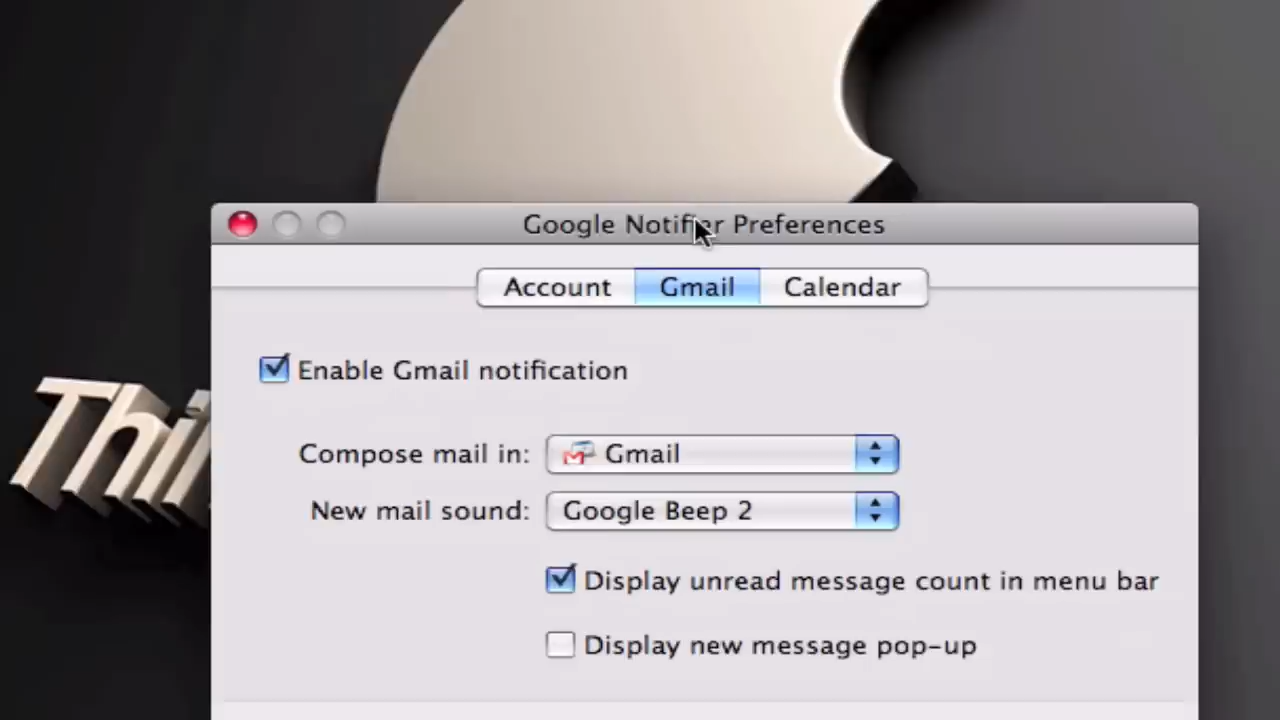 Google Notifier Preferences
Account Gmail Calendar
Enable Gmail notification
Thi
Compose mail in: Gmail
New mail sound: Google Beep 2
Display unread message count in menu bar
Display new message pop-up